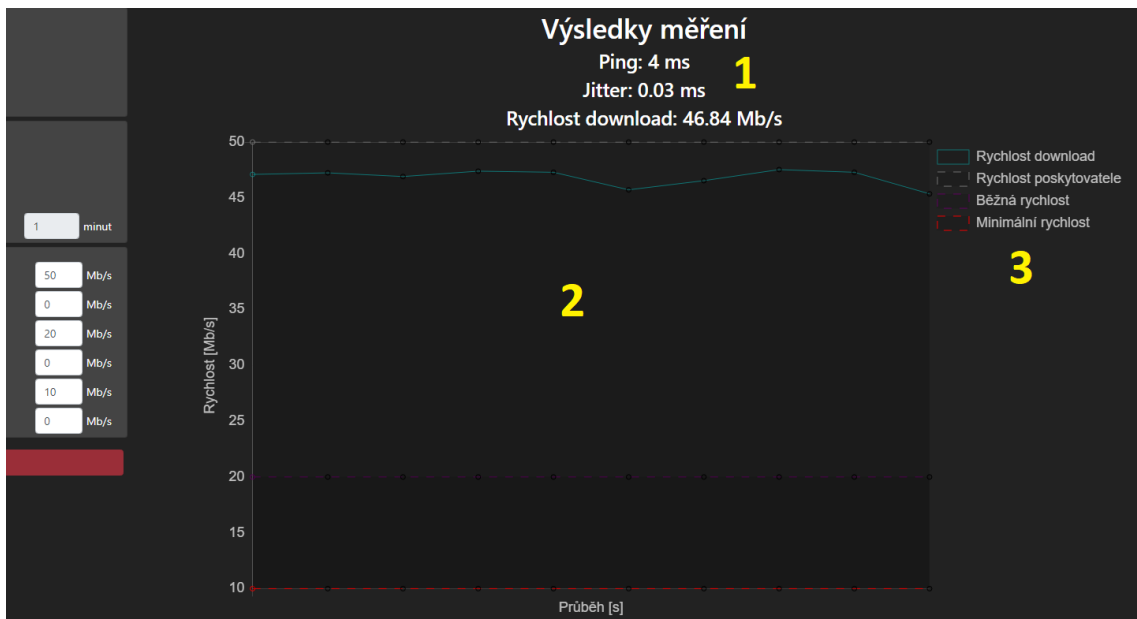 Výsledky měření
Ping: 4 ms
1
Jitter: 0.03 ms
Rychlost download: 46.84 Mb/s
1 minut
50 Mb/s
0 Mb/s
20 Mb/s
0 Mb/s
10 Mb/s
0 Mb/s
50
45
40
35
30
25
20
15
10
Rychlost [Mb/s]
2
Průběh [s]
Rychlost download
Rychlost poskytovatele
Běžná rychlost
Minimální rychlost
3